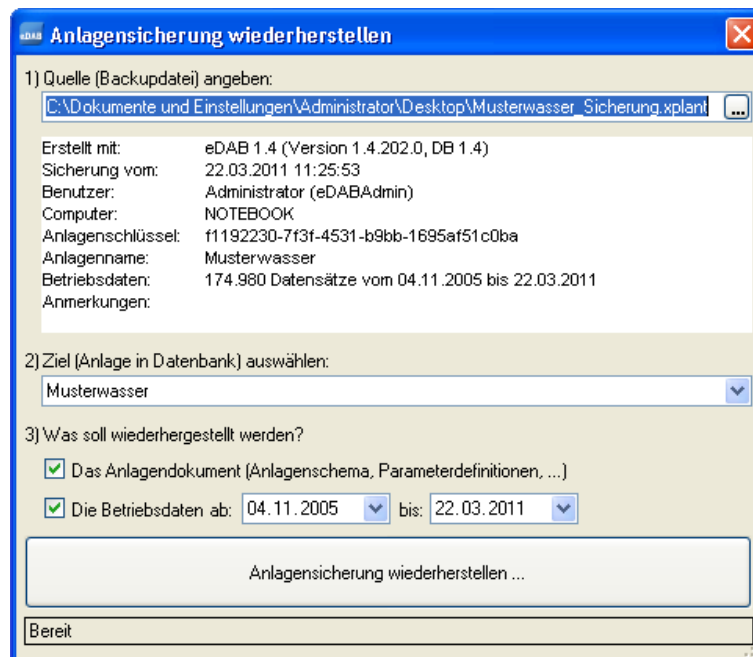 eDAB Anlagensicherung wiederherstellen
1) Quelle (Backupdatei) angeben:
C:\Dokumente und Einstellungen\Administrator\Desktop\Musterwasser_Sicherung.xplant ...
Erstellt mit: eDAB 1.4 (Version 1.4.202.0, DB 1.4)
Sicherung vom: 22.03.2011 11:25:53
Benutzer: Administrator (eDABAdmin)
Computer: NOTEBOOK
Anlagenschlüssel: f1192230-7f3f-4531-b9bb-1695af51c0ba
Anlagenname: Musterwasser
Betriebsdaten: 174.980 Datensätze vom 04.11.2005 bis 22.03.2011
Anmerkungen:
2) Ziel (Anlage in Datenbank) auswählen:
Musterwasser
3) Was soll wiederhergestellt werden?
Das Anlagendokument (Anlagenschema, Parameterdefinitionen, ...)
Die Betriebsdaten ab: 04.11.2005 bis: 22.03.2011
Anlagensicherung wiederherstellen ...
Bereit